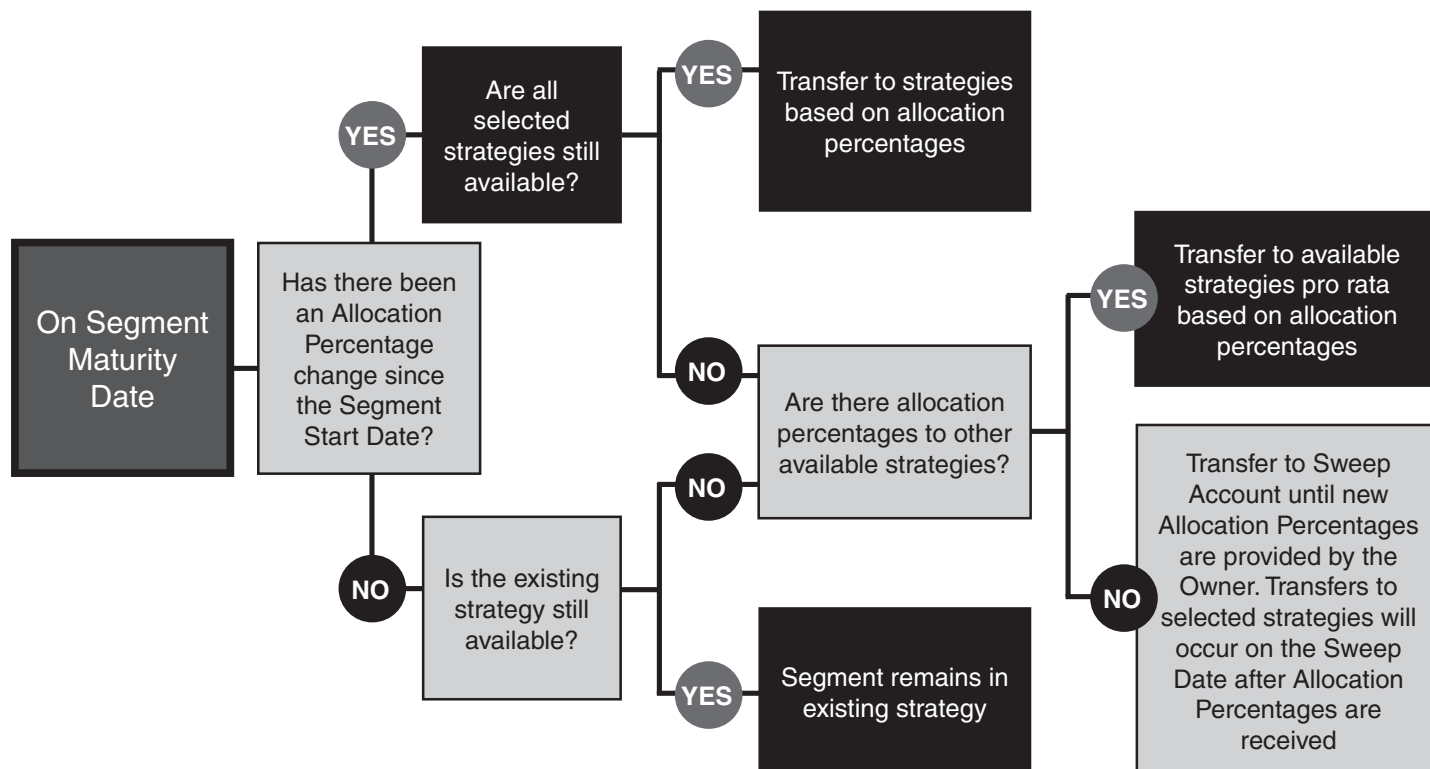 On Segment
Maturity
Date
Has there been
an Allocation
Percentage
change since
the Segment
Start Date?
YES
Are all
selected
strategies still
available?
YES
Transfer to strategies
based on allocation
percentages
NO
NO
Is the existing
strategy still
available?
NO
YES
Segment remains in
existing strategy
Are there allocation
percentages to other
available strategies?
YES
Transfer to available
strategies pro rata
based on allocation
percentages
NO
Transfer to Sweep
Account until new
Allocation Percentages
are provided by the
Owner. Transfers to
selected strategies will
occur on the Sweep
Date after Allocation
Percentages are
received